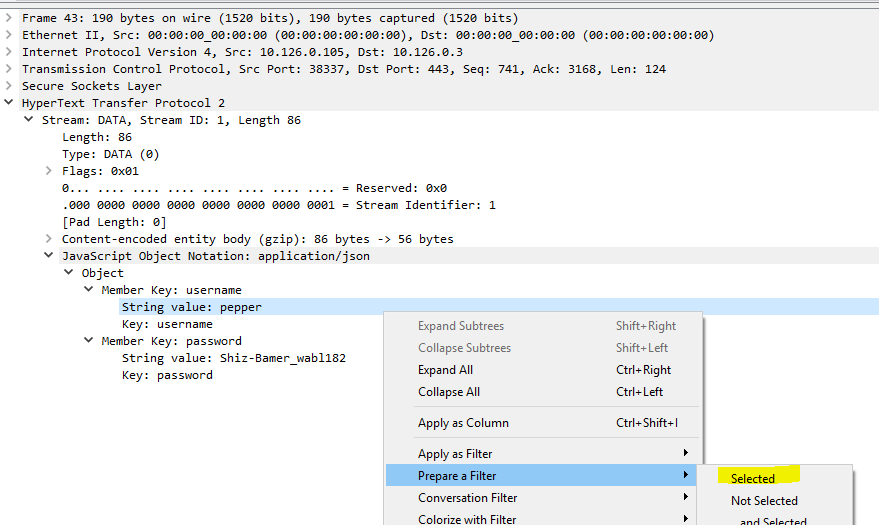 Frame 43: 190 bytes on wire (1520 bits), 190 bytes captured (1520 bits)
Ethernet II, Src: 00:00:00_00:00:00 (00:00:00:00:00:00), Dst: 00:00:00_00:00:00 (00:00:00:00:00:00)
Internet Protocol Version 4, Src: 10.126.0.105, Dst: 10.126.0.3
Transmission Control Protocol, Src Port: 38337, Dst Port: 443, Seq: 741, Ack: 3168, Len: 124
Secure Sockets Layer
HyperText Transfer Protocol 2
Stream: DATA, Stream ID: 1, Length 86
Length: 86
Type: DATA (0)
Flags: 0x01
0... .... .... .... .... .... .... .... = Reserved: 0x0
.000 0000 0000 0000 0000 0000 0000 0001 = Stream Identifier: 1
[Pad Length: 0]
Content-encoded entity body (gzip): 86 bytes -> 56 bytes
JavaScript Object Notation: application/json
Object
Member Key: username
String value: pepper
Key: username
Member Key: password
String value: Shiz-Bamer_wabl182
Key: password
Expand Subtrees Shift+Right
Collapse Subtrees Shift+Left
Expand All Ctrl+Right
Collapse All Ctrl+Left
Apply as Column Ctrl+Shift+I
Apply as Filter
Prepare a Filter
Conversation Filter
Colorize with Filter
Selected
Not Selected
...and Selected